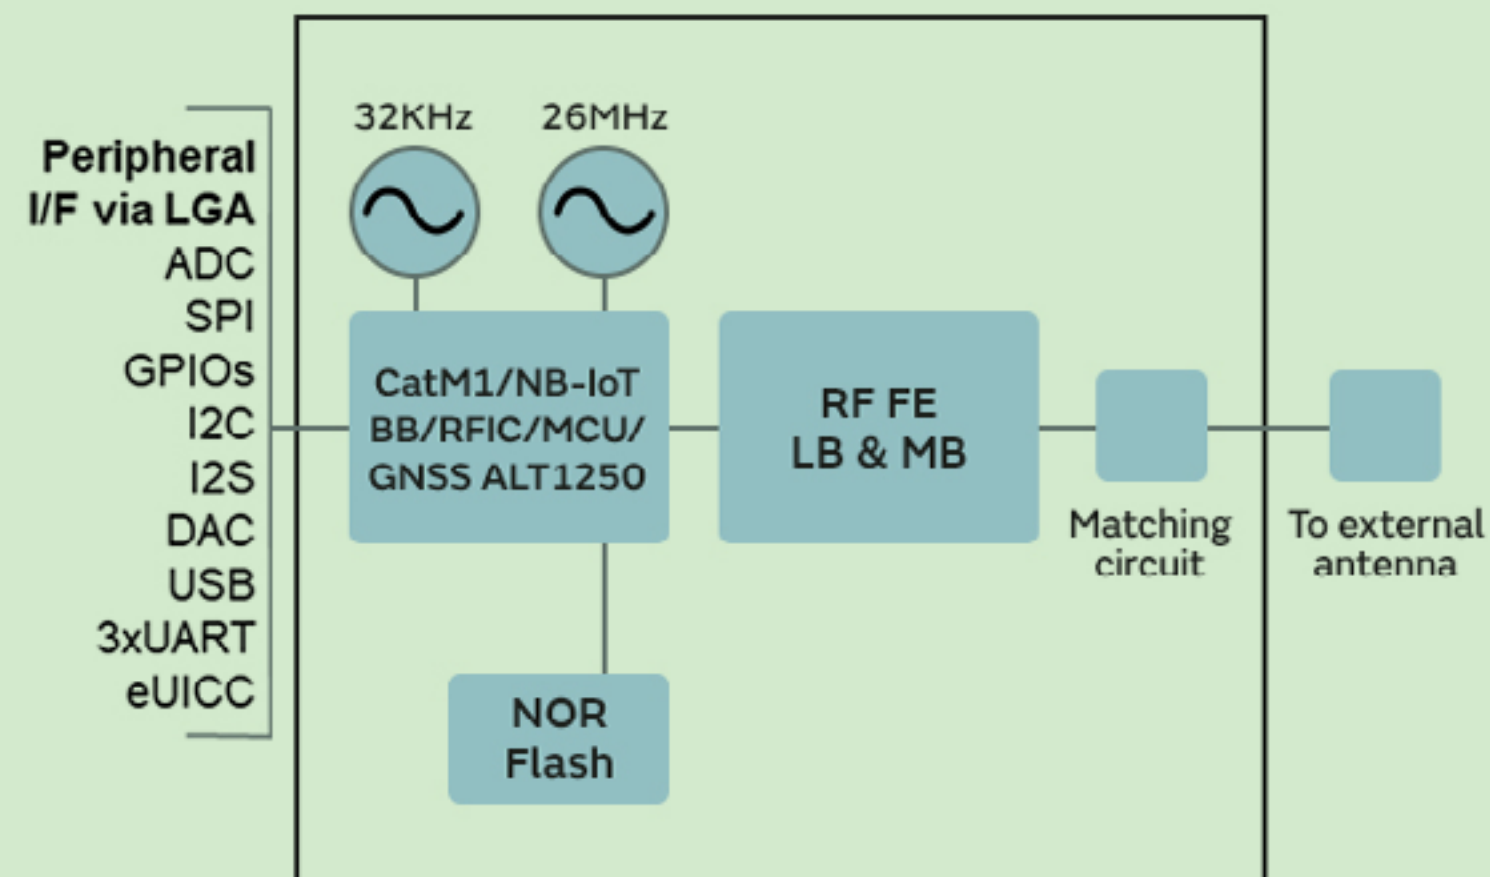 32KHz
26MHz
Peripheral
I/F via LGA
ADC
SPI
GPIOs
I2C
I2S
DAC
USB
3xUART
eUICC
CatM1/NB-IoT
BB/RFIC/MCU/
GNSS ALT1250
RF FE
LB & MB
Matching
circuit
To external
antenna
NOR
Flash